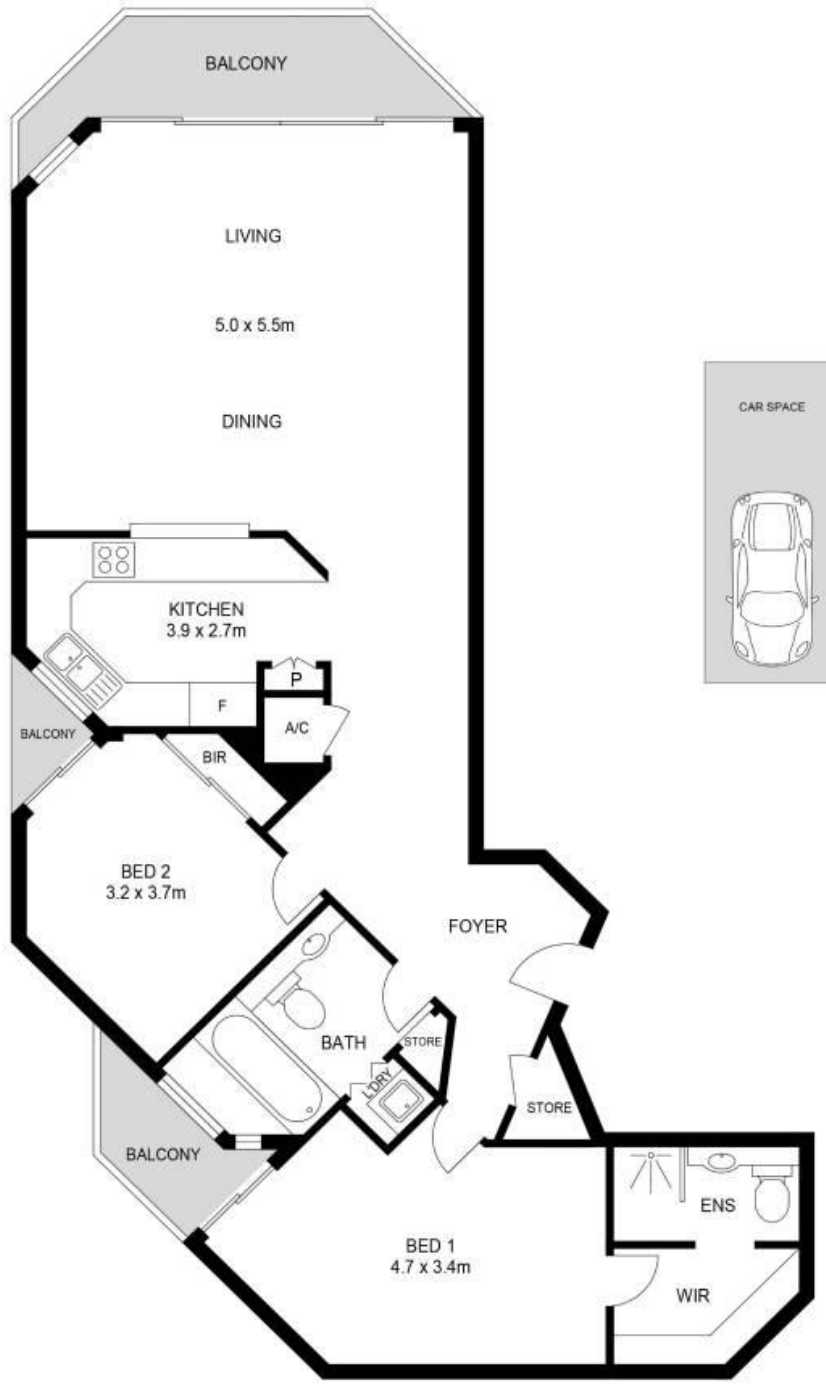 BALCONY
LIVING
5.0 x 5.5m
DINING
CAR SPACE
KITCHEN
3.9 x 2.7m
P
F
A/C
BALCONY
BIR
BED 2
3.2 x 3.7m
FOYER
BATH
STORE
L'DRY
STORE
BALCONY
ENS
BED 1
4.7 x 3.4m
WIR